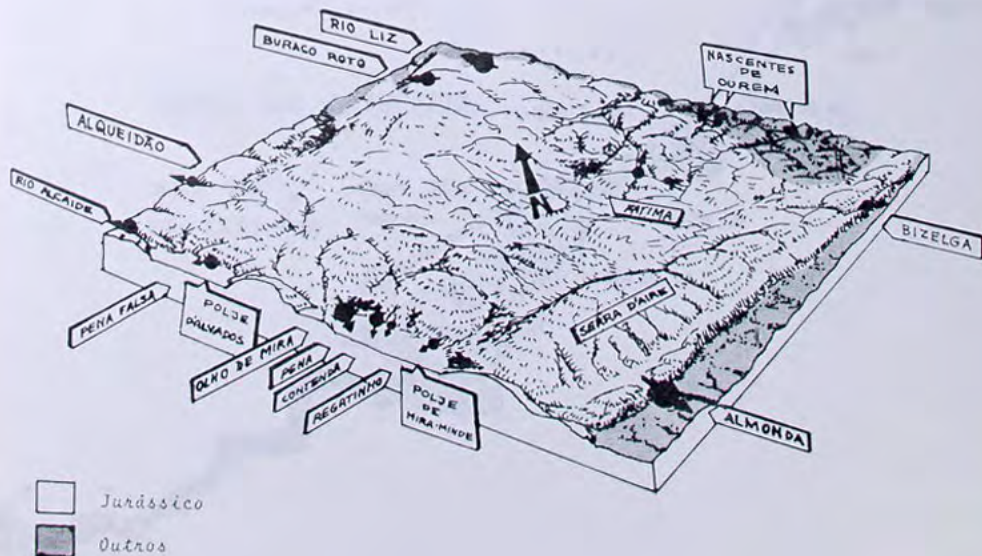 RIO LIZ
BURACO ROTO
NASCENTES
DE
OUREM
ALQUEIDÃO
RIO ALCAIDE
N
FATIMA
BIZELGA
PENA FALSA
POLJE
D'ALVADOS
OLHO DE MIRA
PENA
CONTENDA
REGATINHO
POLJE
DE
MIRA-MINDE
SERRA D'AIRE
ALMONDA
Jurássico
Outros